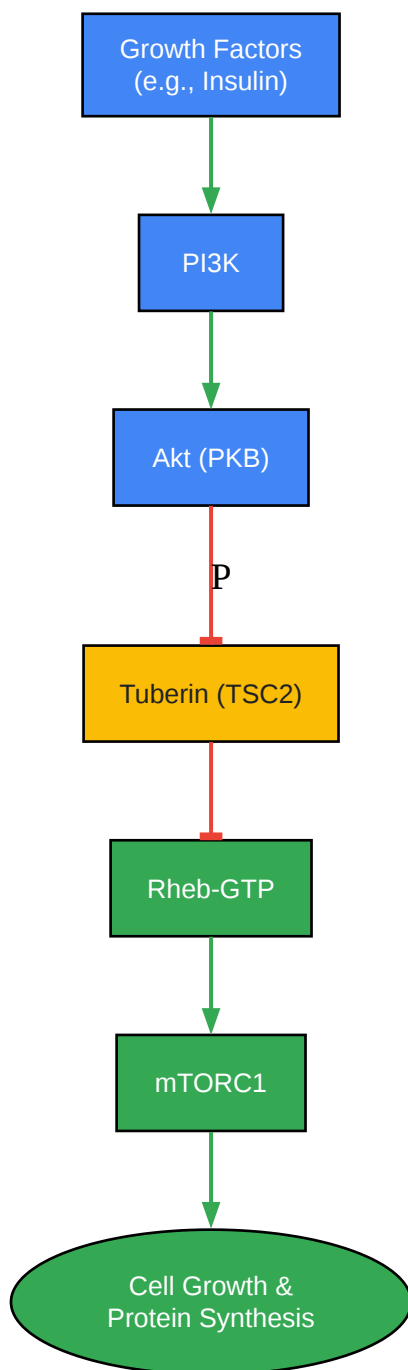 Growth Factors
(e.g., Insulin)
PI3K
Akt (PKB)
P
Tuberin (TSC2)
Rheb-GTP
mTORC1
Cell Growth &
Protein Synthesis